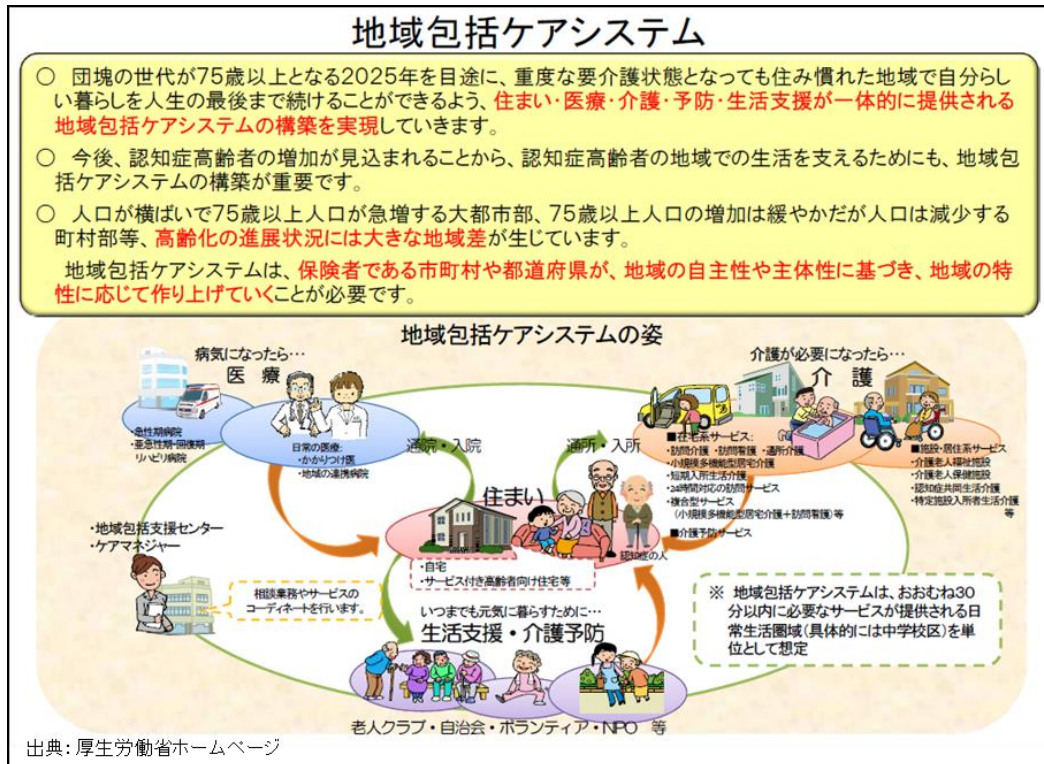 地域包括ケアシステム
○ 団塊の世代が75歳以上となる2025年を目途に、重度な要介護状態となっても住み慣れた地域で自分らし
い暮らしを人生の最後まで続けることができるよう、住まい・医療・介護・予防・生活支援が一体的に提供される
地域包括ケアシステムの構築を実現していきます。
○ 今後、認知症高齢者の増加が見込まれることから、認知症高齢者の地域での生活を支えるためにも、地域包
括ケアシステムの構築が重要です。
○ 人口が横ばいで75歳以上人口が急増する大都市部、75歳以上人口の増加は緩やかだが人口は減少する
町村部等、高齢化の進展状況には大きな地域差が生じています。
地域包括ケアシステムは、保険者である市町村や都道府県が、地域の自主性や主体性に基づき、地域の特
性に応じて作り上げていくことが必要です。
地域包括ケアシステムの姿
病気になったら…
医 療
・急性期病院
・亜急性期・回復期
リハビリ病院
日常の医療:
・かかりつけ医
・地域の連携病院
通院・入院
通所・入所
介護が必要になったら…
介 護
■在宅系サービス:
・訪問介護 ・訪問看護 ・通所介護
・小規模多機能型居宅介護
・短期入所生活介護
・24時間対応の訪問サービス
・複合型サービス
(小規模多機能型居宅介護+訪問看護)等
■介護予防サービス
■施設・居住系サービス
・介護老人福祉施設
・介護老人保健施設
・認知症共同生活介護
・特定施設入所者生活介護
等
住まい
認知症の人
・自宅
・サービス付き高齢者向け住宅等
・地域包括支援センター
・ケアマネジャー
相談業務やサービスの
コーディネートを行います。
いつまでも元気に暮らすために…
生活支援・介護予防
老人クラブ・自治会・ボランティア・NPO 等
※ 地域包括ケアシステムは、おおむね30
分以内に必要なサービスが提供される日
常生活圏域(具体的には中学校区)を単
位として想定
出典:厚生労働省ホームページ